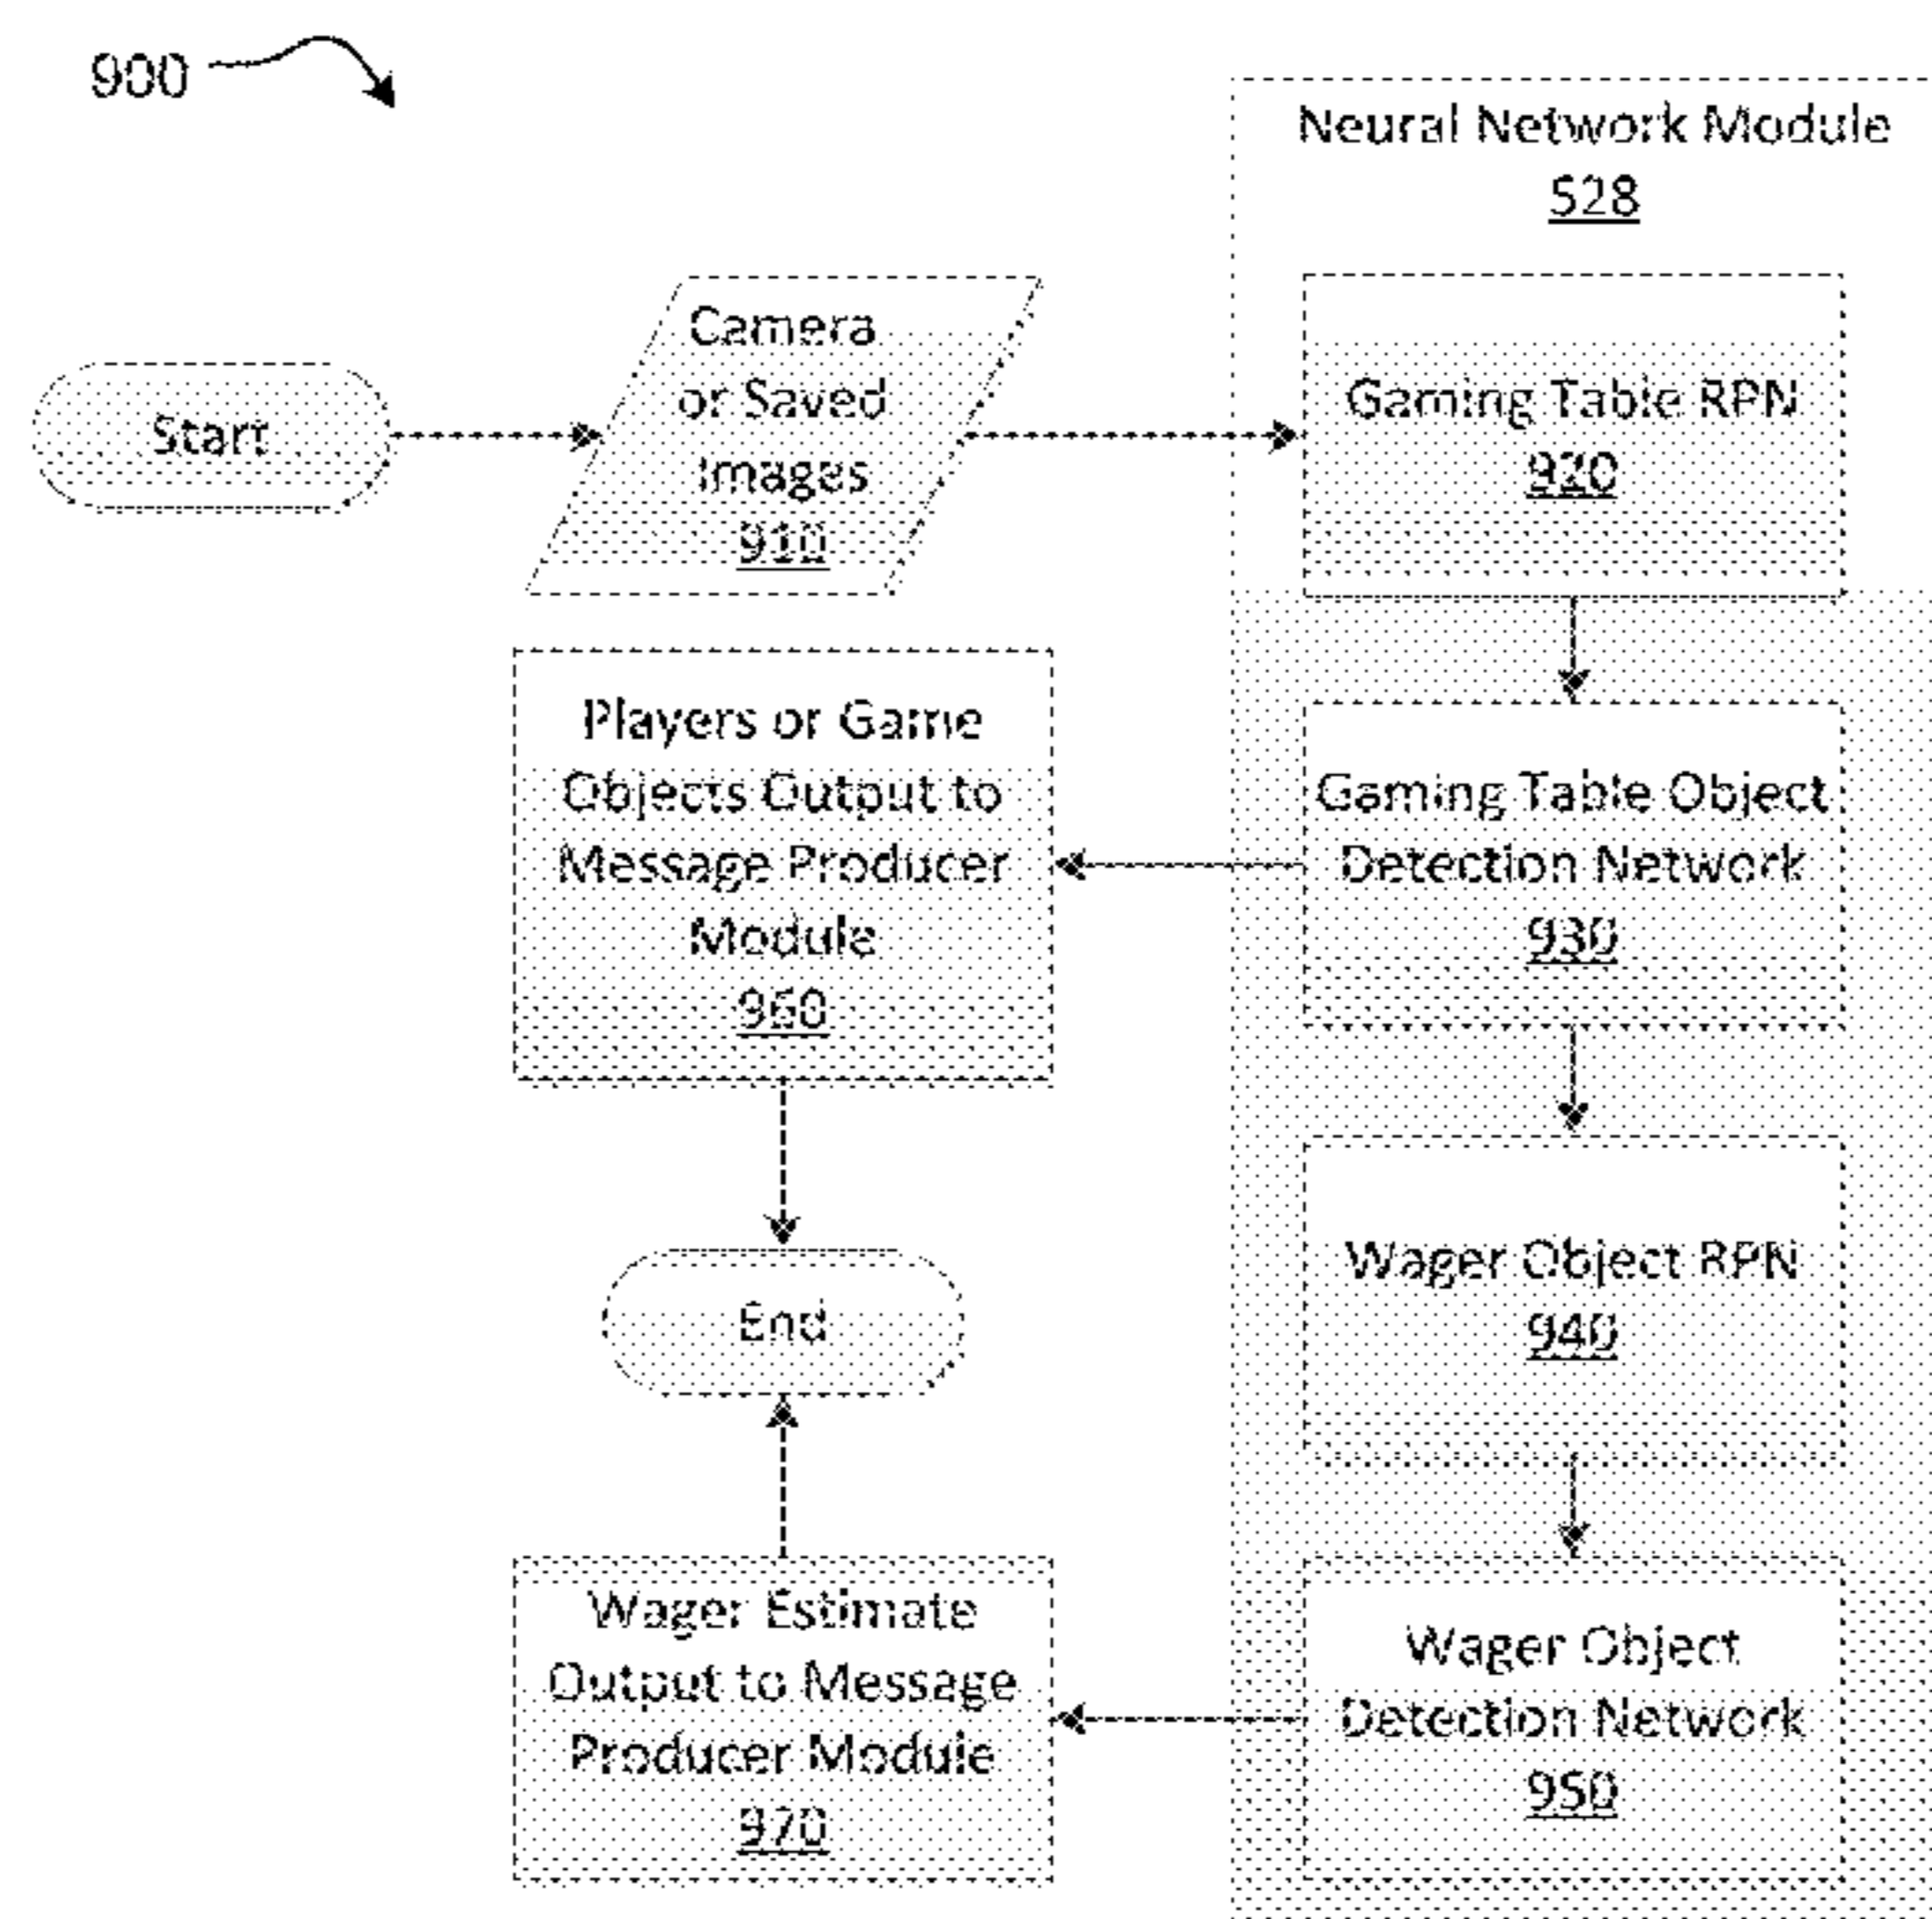 900
Neural Network Module
528
Start
Camera
or Saved
Images
910
Gaming Table RPN
920
Players or Game
Objects Output to
Message Producer
Module
960
Gaming Table Object
Detection Network
930
Wager Object RPN
940
End
Wager Estimate
Output to Message
Producer Module
970
Wager Object
Detection Network
950